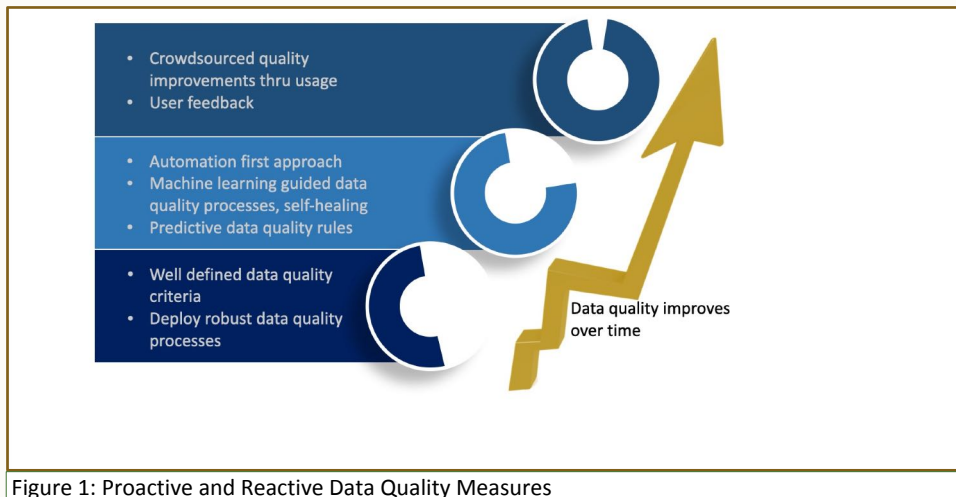 • Crowdsourced quality
improvements thru usage
• User feedback
• Automation first approach
• Machine learning guided data
quality processes, self-healing
• Predictive data quality rules
• Well defined data quality
criteria
• Deploy robust data quality
processes
Data quality improves
over time
Figure 1: Proactive and Reactive Data Quality Measures